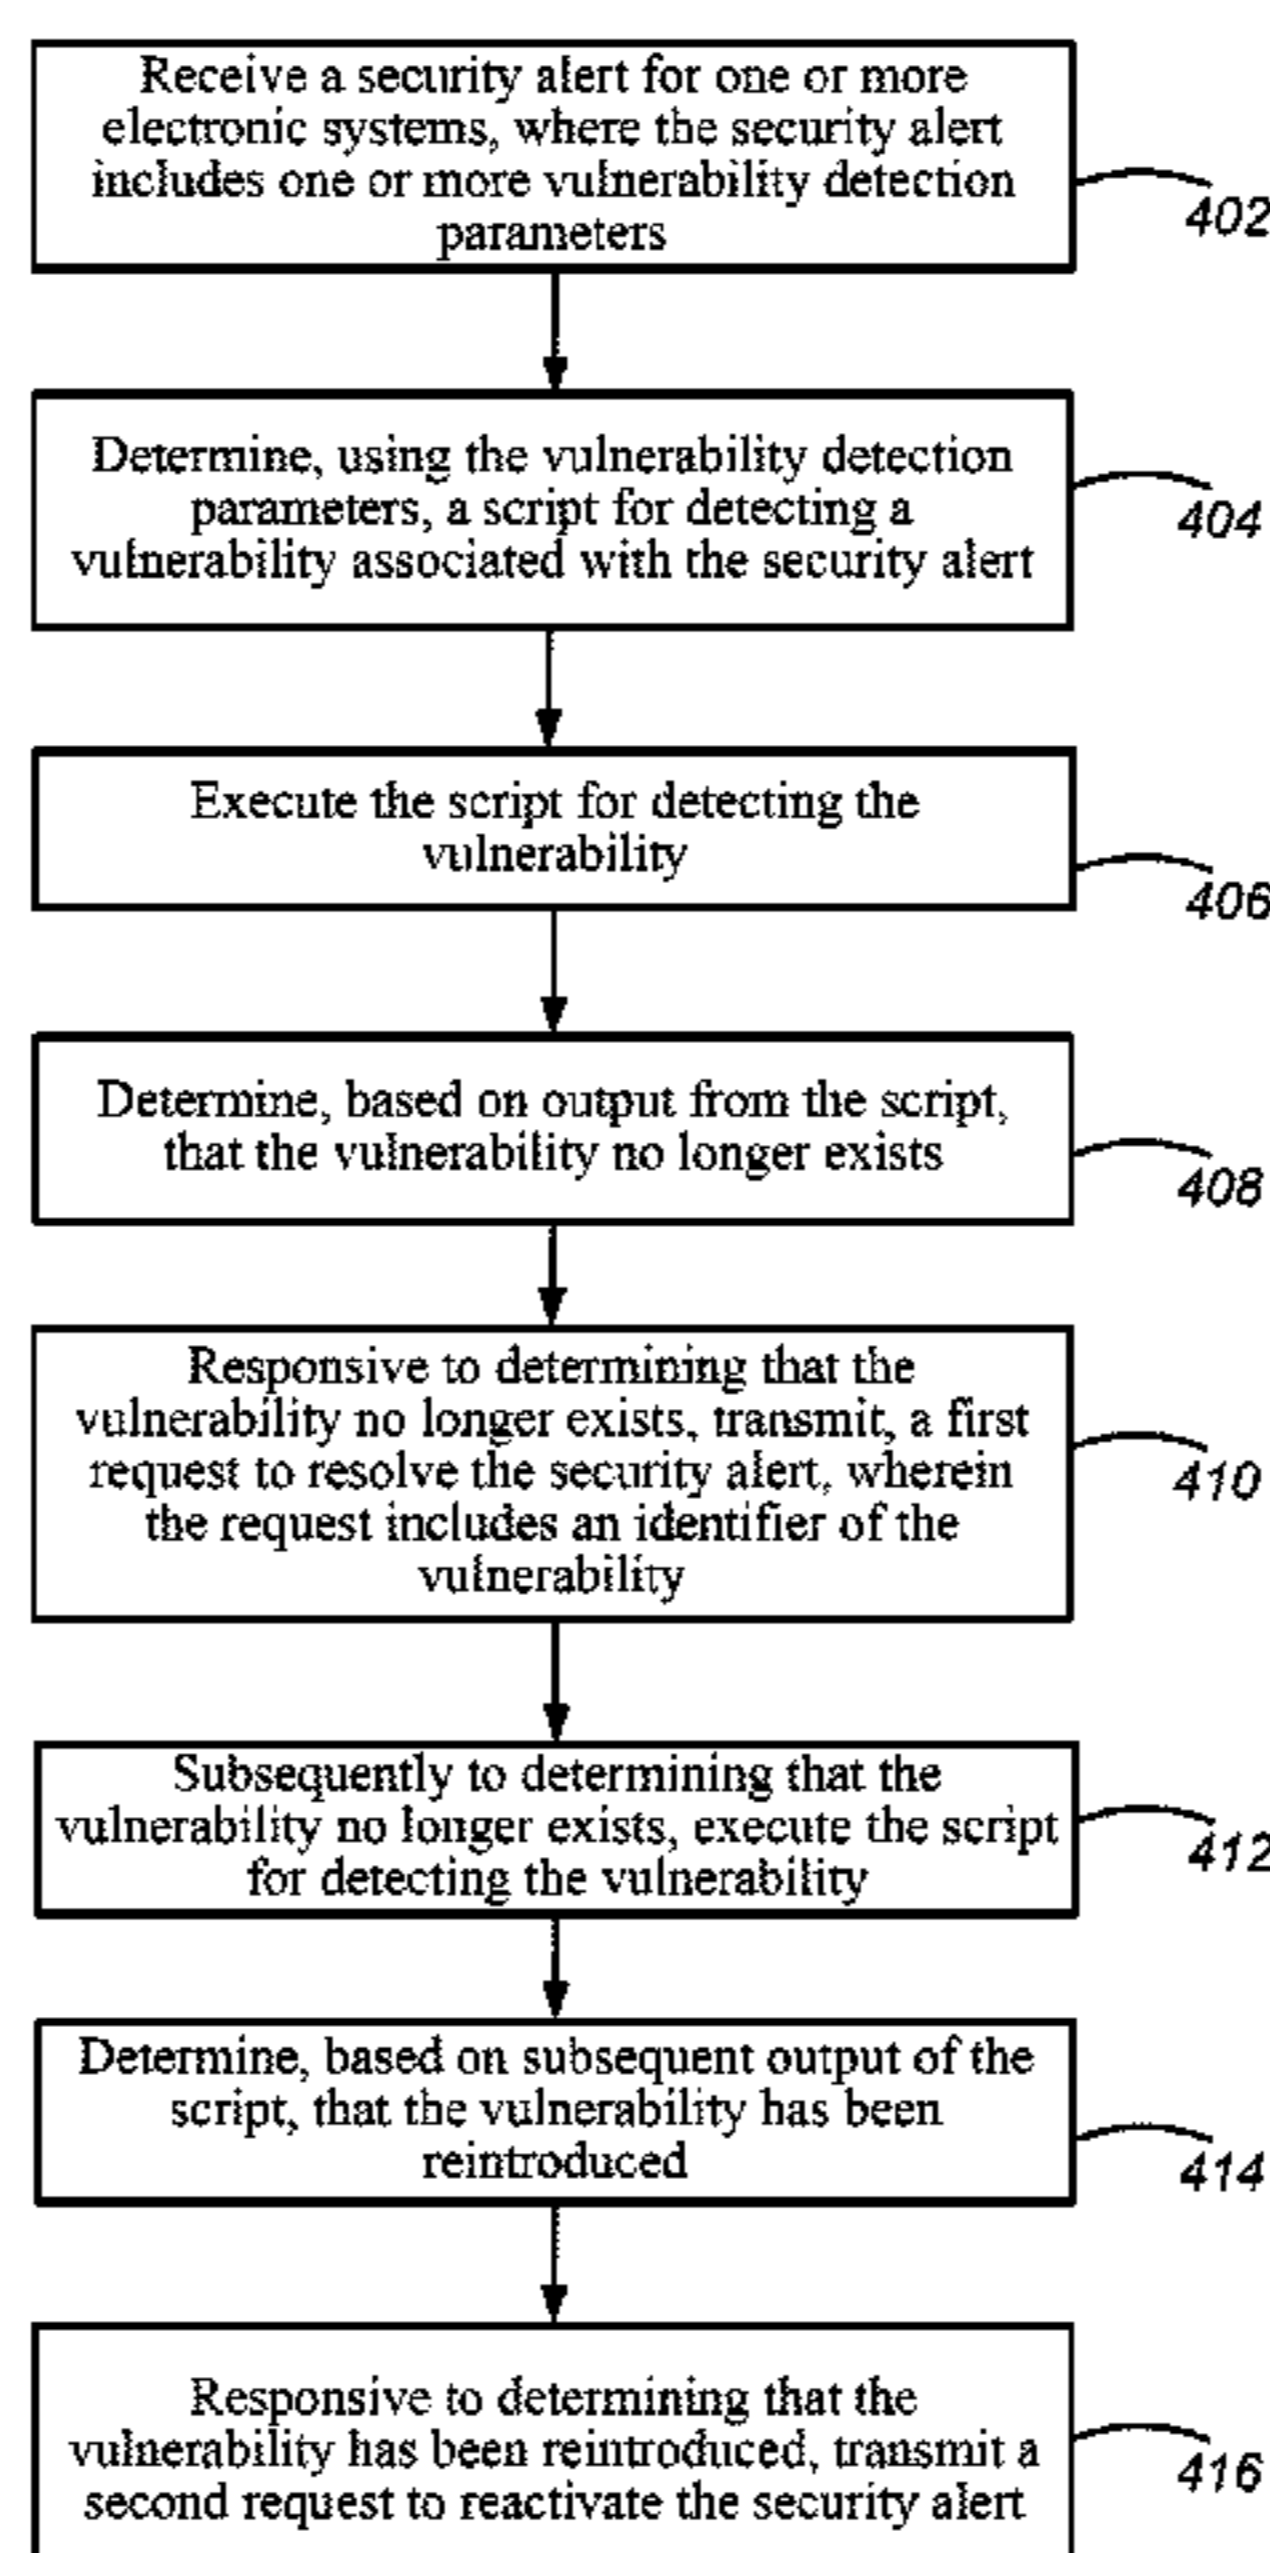 Receive a security alert for one or more
electronic systems, where the security alert
includes one or more vulnerability detection
parameters
402
Determine, using the vulnerability detection
parameters, a script for detecting a
vulnerability associated with the security alert
404
Execute the script for detecting the
vulnerability
406
Determine, based on output from the script,
that the vulnerability no longer exists
408
Responsive to determining that the
vulnerability no longer exists, transmit, a first
request to resolve the security alert, wherein
the request includes an identifier of the
vulnerability
410
Subsequently to determining that the
vulnerability no longer exists, execute the script
for detecting the vulnerability
412
Determine, based on subsequent output of the
script, that the vulnerability has been
reintroduced
414
Responsive to determining that the
vulnerability has been reintroduced, transmit a
second request to reactivate the security alert
416